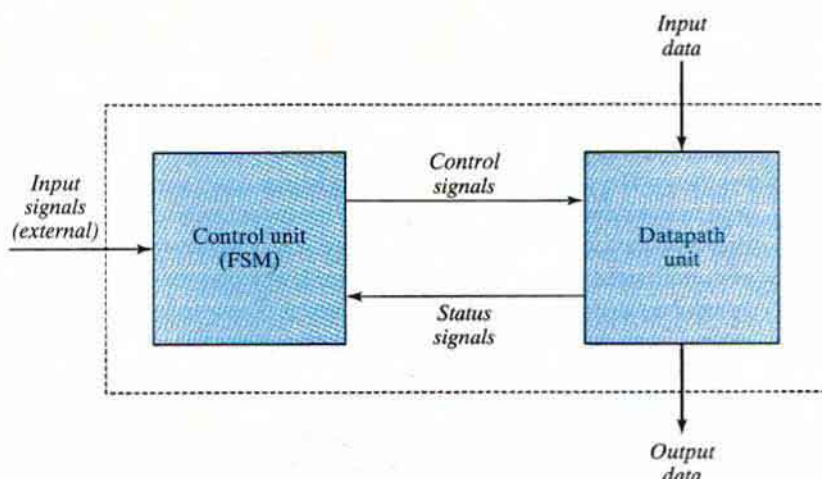 Input
data
Input
signals
(external)
Control unit
(FSM)
Control
signals
Status
signals
Datapath
unit
Output
data